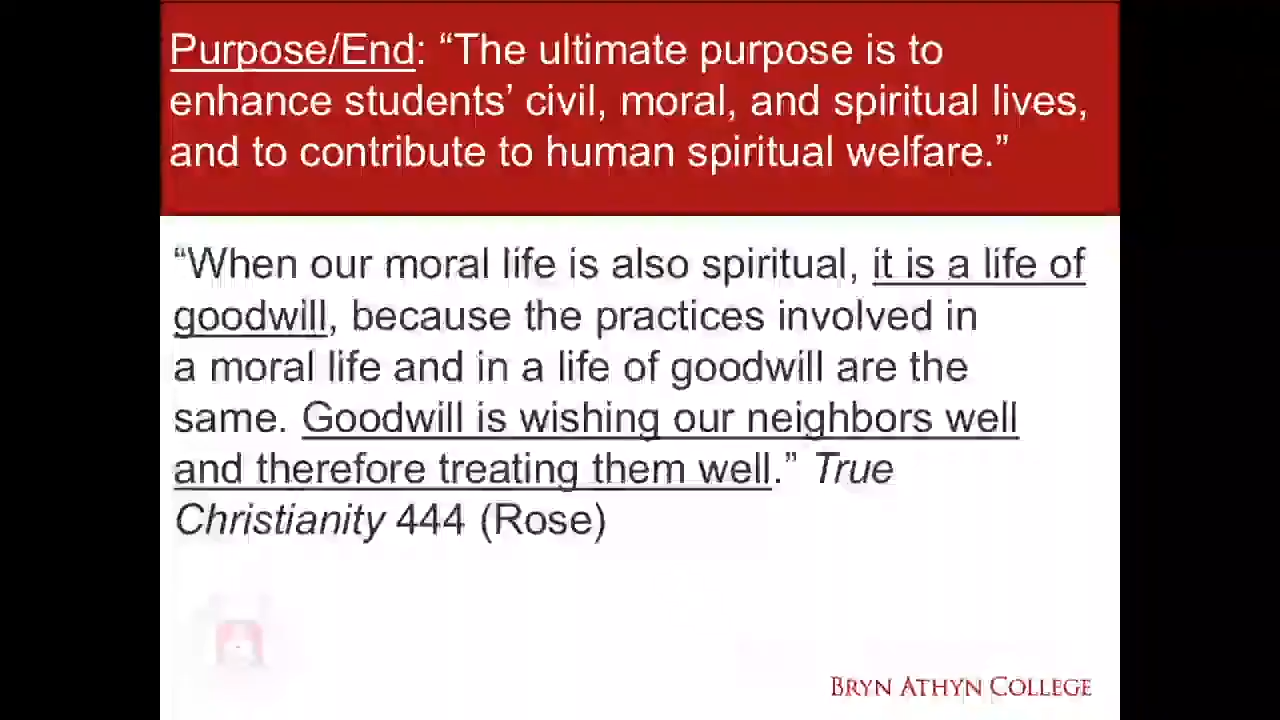 Purpose/End: “The ultimate purpose is to
enhance students’ civil, moral, and spiritual lives,
and to contribute to human spiritual welfare.”
“When our moral life is also spiritual, it is a life of
goodwill, because the practices involved in
a moral life and in a life of goodwill are the
same. Goodwill is wishing our neighbors well
and therefore treating them well.” True
Christianity 444 (Rose)
BRYN ATHYN COLLEGE